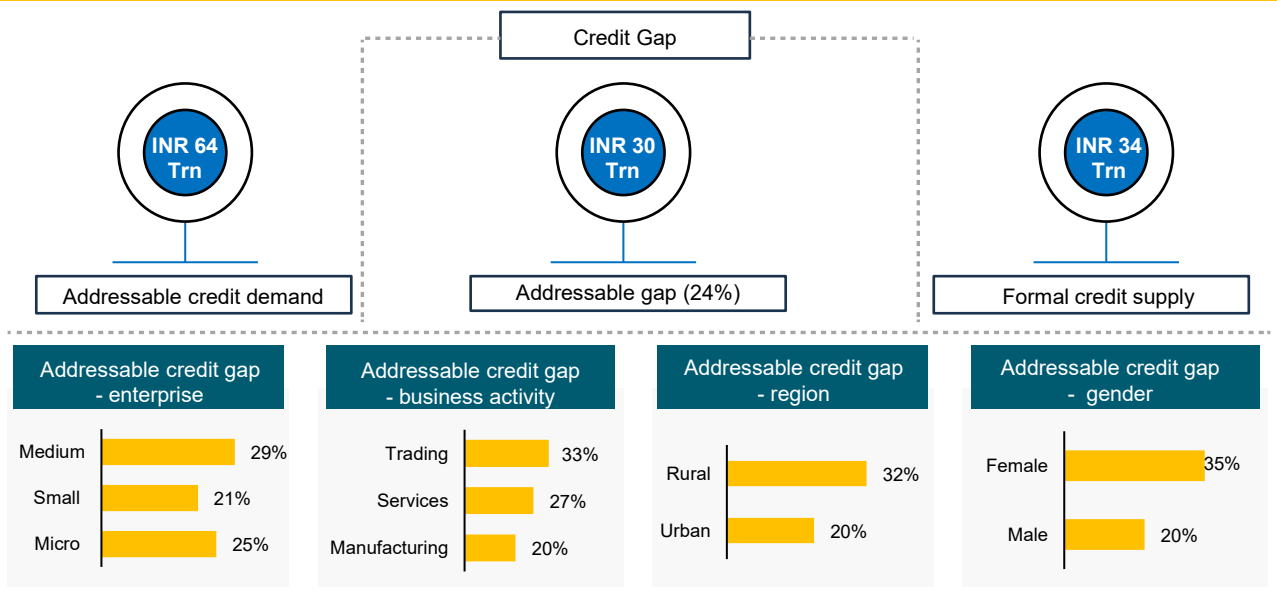 Credit Gap
INR 64
Trn
INR 30
Trn
INR 34
Trn
Addressable credit demand
Addressable gap (24%)
Formal credit supply
Addressable credit gap
- enterprise
Medium
29%
Small
21%
Micro
25%
Addressable credit gap
- business activity
Trading
33%
Services
27%
Manufacturing
20%
Addressable credit gap
- region
Rural
32%
Urban
20%
Addressable credit gap
- gender
Female
35%
Male
20%